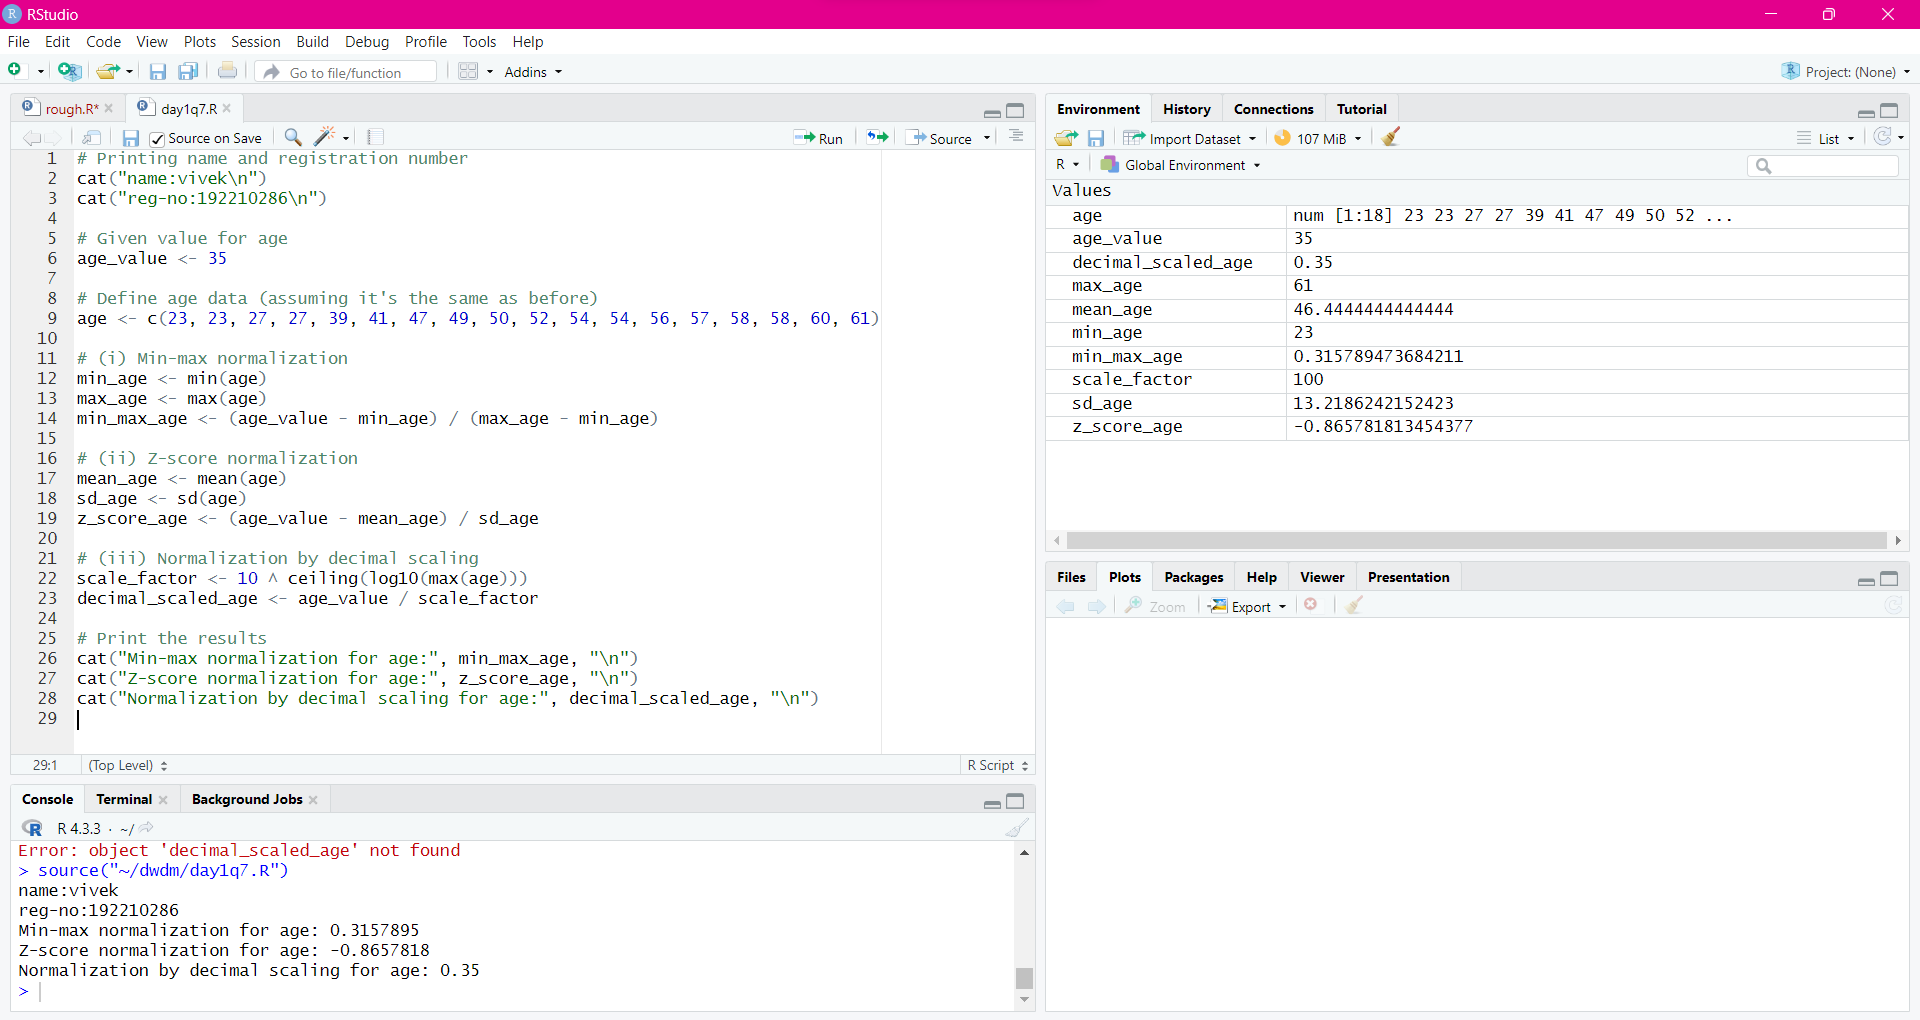 RStudio
File Edit Code View Plots Session Build Debug Profile Tools Help
Go to file/function Addins Project: (None)
rough.R* day1q7.R
Source on Save Run Source
1 # Printing name and registration number
2 cat("name:vivek\n")
3 cat("reg-no:192210286\n")
4
5 # Given value for age
6 age_value <- 35
7
8 # Define age data (assuming it's the same as before)
9 age <- c(23, 23, 27, 27, 39, 41, 47, 49, 50, 52, 54, 54, 56, 57, 58, 58, 60, 61)
10
11 # (i) Min-max normalization
12 min_age <- min(age)
13 max_age <- max(age)
14 min_max_age <- (age_value - min_age) / (max_age - min_age)
15
16 # (ii) Z-score normalization
17 mean_age <- mean(age)
18 sd_age <- sd(age)
19 z_score_age <- (age_value - mean_age) / sd_age
20
21 # (iii) Normalization by decimal scaling
22 scale_factor <- 10 ^ ceiling(log10(max(age)))
23 decimal_scaled_age <- age_value / scale_factor
24
25 # Print the results
26 cat("Min-max normalization for age:", min_max_age, "\n")
27 cat("Z-score normalization for age:", z_score_age, "\n")
28 cat("Normalization by decimal scaling for age:", decimal_scaled_age, "\n")
29
29:1 (Top Level) R Script
Console Terminal Background Jobs
R 4.3.3 · ~/
Error: object 'decimal_scaled_age' not found
> source("~/dwdm/day1q7.R")
name:vivek
reg-no:192210286
Min-max normalization for age: 0.3157895
Z-score normalization for age: -0.8657818
Normalization by decimal scaling for age: 0.35
>
Environment History Connections Tutorial
Import Dataset 107 MiB List
R Global Environment
Values
age num [1:18] 23 23 27 27 39 41 47 49 50 52 ...
age_value 35
decimal_scaled_age 0.35
max_age 61
mean_age 46.4444444444444
min_age 23
min_max_age 0.315789473684211
scale_factor 100
sd_age 13.2186242152423
z_score_age -0.865781813454377
Files Plots Packages Help Viewer Presentation
Zoom Export